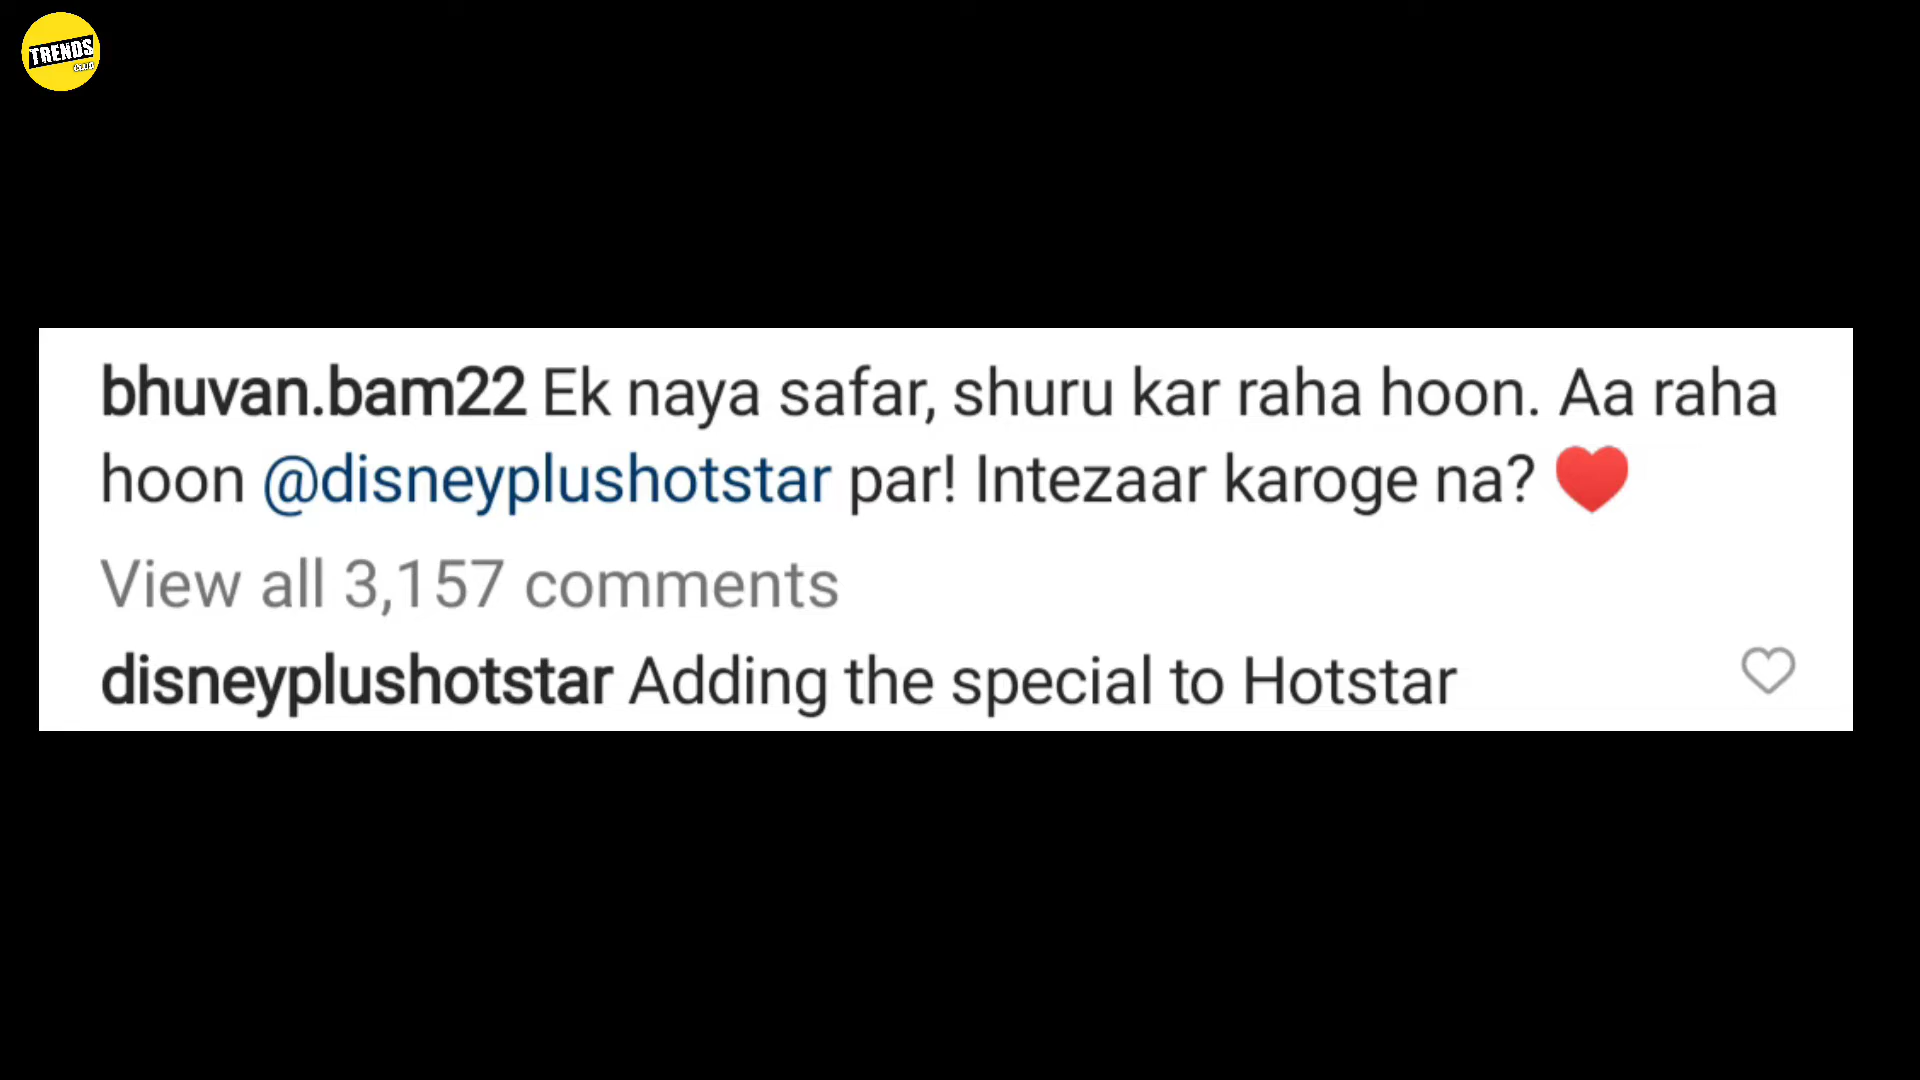 TRENDS
bhuvan.bam22 Ek naya safar, shuru kar raha hoon. Aa raha
hoon @disneyplushotstar par! Intezaar karoge na? ❤️
View all 3,157 comments
disneyplushotstar Adding the special to Hotstar